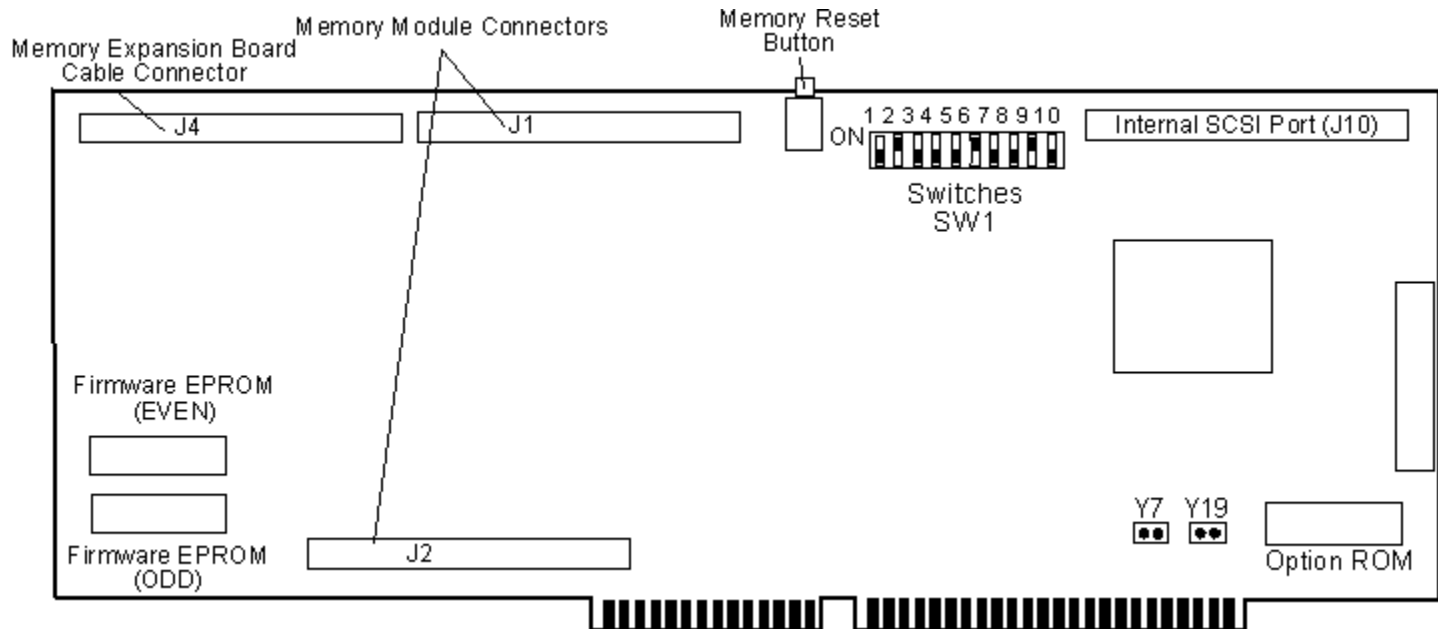 Memory Expansion Board
Cable Connector
Memory Module Connectors
Memory Reset
Button
J4
J1
ON
1 2 3 4 5 6 7 8 9 10
Switches
SW1
Internal SCSI Port (J10)
Firmware EPROM
(EVEN)
Firmware EPROM
(ODD)
J2
Y7
Y19
Option ROM